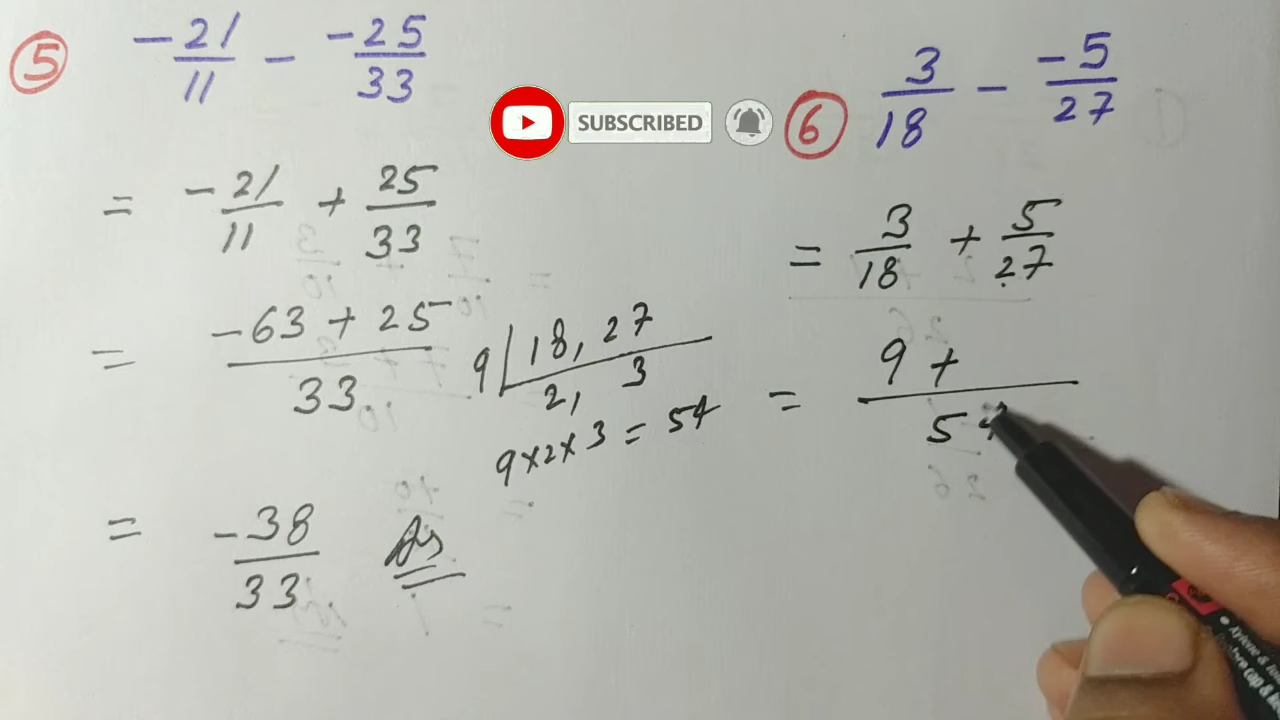 5 -21/11 - -25/33
= -21/11 + 25/33
= -63 + 25/33
= -38/33 Ans
SUBSCRIBED
9 | 18, 27
2, 3
9 x 2 x 3 = 54
6 3/18 - -5/27
= 3/18 + 5/27
= 9 +/54